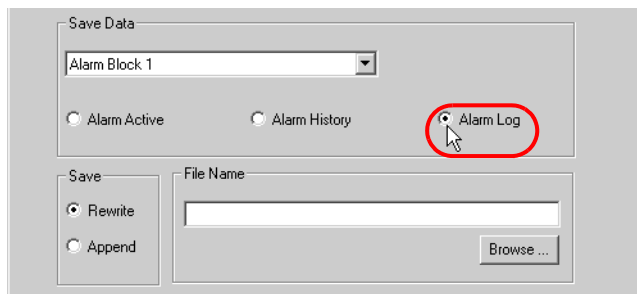 Save Data
Alarm Block 1
Alarm Active Alarm History Alarm Log
Save File Name
Rewrite
Append Browse ...